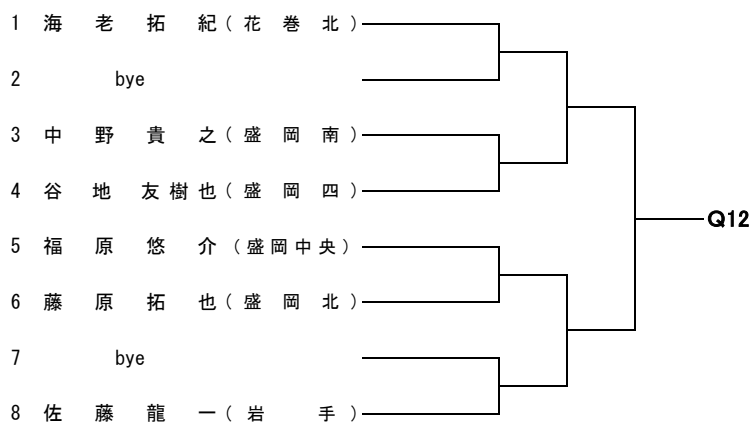 1 海老拓紀(花巻北)
2 bye
3 中野貴之(盛岡南)
4 谷地友樹也(盛岡四)
Q12
5 福原悠介(盛岡中央)
6 藤原拓也(盛岡北)
7 bye
8 佐藤龍一(岩手)